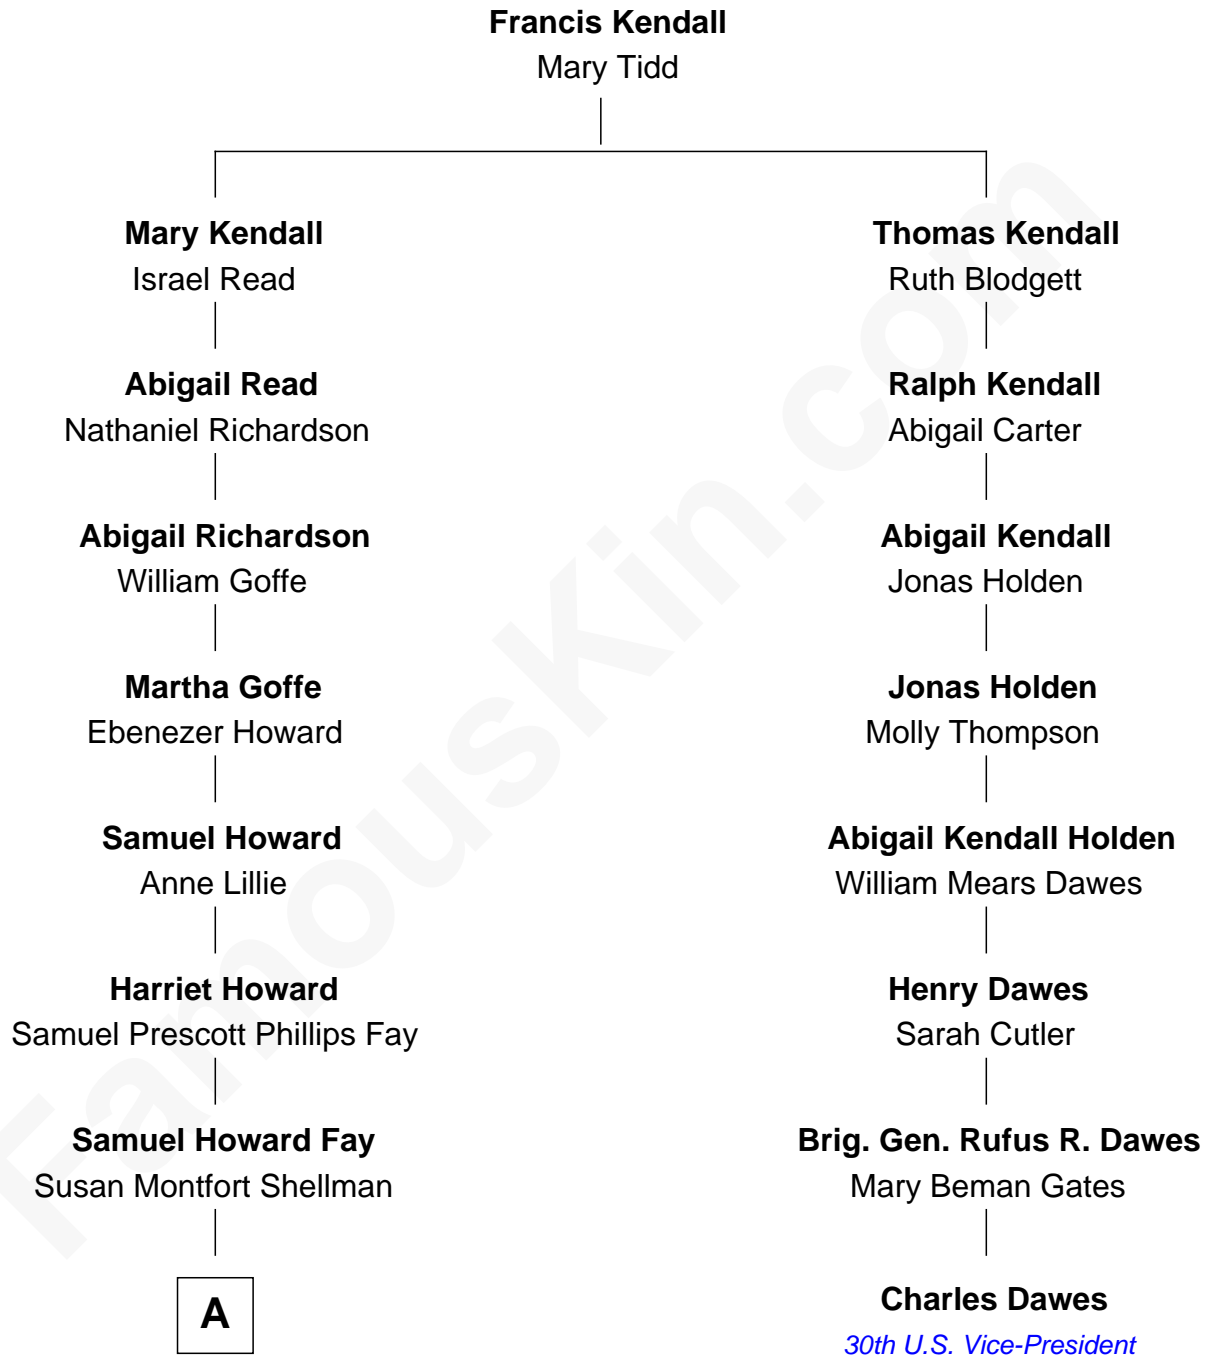 Francis Kendall
Mary Tidd
Mary Kendall
Israel Read
Thomas Kendall
Ruth Blodgett
Abigail Read
Nathaniel Richardson
Ralph Kendall
Abigail Carter
Abigail Richardson
William Goffe
Abigail Kendall
Jonas Holden
Martha Goffe
Ebenezer Howard
Jonas Holden
Molly Thompson
Samuel Howard
Anne Lillie
Abigail Kendall Holden
William Mears Dawes
Harriet Howard
Samuel Prescott Phillips Fay
Henry Dawes
Sarah Cutler
Samuel Howard Fay
Susan Montfort Shellman
Brig. Gen. Rufus R. Dawes
Mary Beman Gates
A
Charles Dawes
30th U.S. Vice-President
FamousKin.com